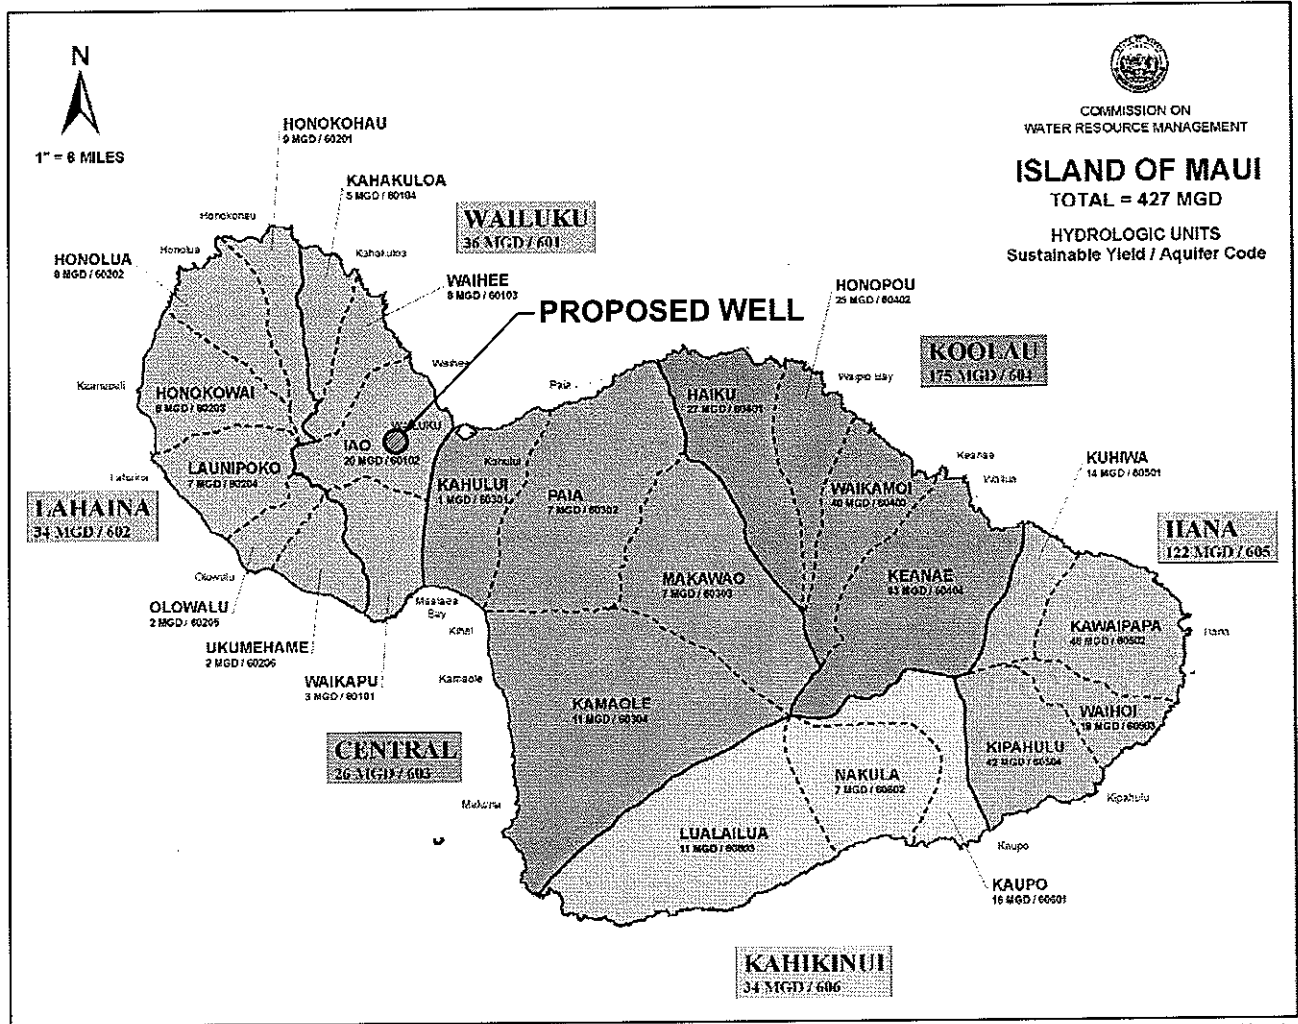 N
1" = 6 MILES
COMMISSION ON
WATER RESOURCE MANAGEMENT
ISLAND OF MAUI
TOTAL = 427 MGD
HYDROLOGIC UNITS
Sustainable Yield / Aquifer Code
HONOKOHAU
9 MGD / 60201
KAHAKULOA
5 MGD / 60104
Honokohau
Honolua
Kahakuloa
WAILUKU
36 MGD / 601
HONOLUA
8 MGD / 60202
WAIHEE
8 MGD / 60103
PROPOSED WELL
HONOPOU
25 MGD / 60402
KOOLAU
175 MGD / 604
Waihee
Kaanapali
Paia
Waipio Bay
HONOKOWAI
6 MGD / 60203
HAIKU
27 MGD / 60401
WAILUKU
IAO
20 MGD / 60102
Keanae
Wailua
KUHIWA
14 MGD / 60501
LAUNIPOKO
7 MGD / 60204
Lahaina
KAHULUI
1 MGD / 60301
Kahului
PAIA
7 MGD / 60302
WAIKAMOI
40 MGD / 60403
LAHAINA
34 MGD / 602
HANA
122 MGD / 605
Olowalu
OLOWALU
2 MGD / 60205
MAKAWAO
7 MGD / 60303
KEANAE
83 MGD / 60404
Maalaea
Bay
Kihei
KAWAIPAPA
48 MGD / 60502
Hana
UKUMEHAME
2 MGD / 60206
WAIKAPU
3 MGD / 60101
Kamaole
KAMAOLE
11 MGD / 60304
WAIHOI
18 MGD / 60503
CENTRAL
26 MGD / 603
KIPAHULU
42 MGD / 60504
NAKULA
7 MGD / 60602
Makena
Kipahulu
LUALAILUA
11 MGD / 60603
Kaupo
KAUPO
16 MGD / 60601
KAHIKINUI
34 MGD / 606